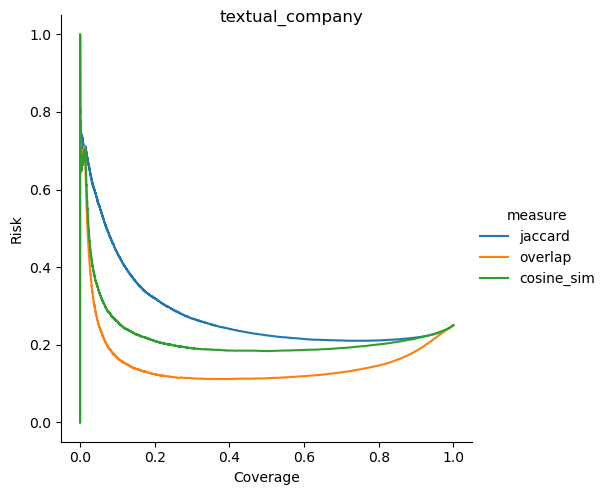 textual_company
1.0
0.8
0.6
0.4
0.2
0.0
Risk
0.0 0.2 0.4 0.6 0.8 1.0
Coverage
measure
jaccard
overlap
cosine_sim